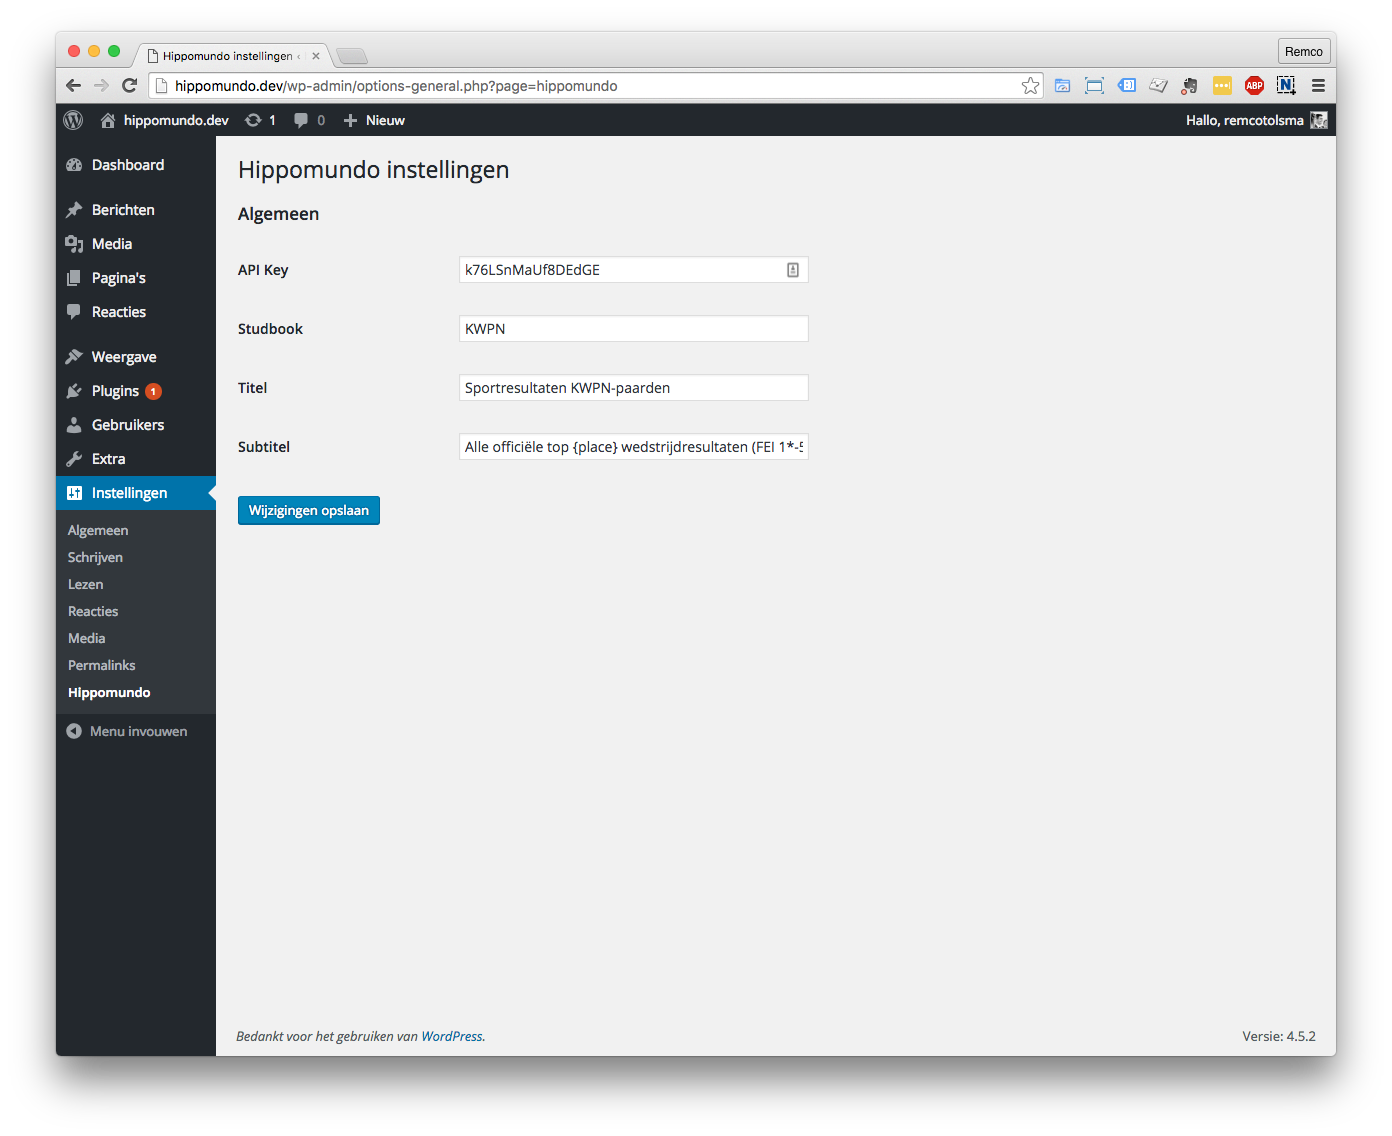 Hippomundo instellingen ‹
Remco
hippomundo.dev/wp-admin/options-general.php?page=hippomundo
ABP
N
hippomundo.dev 1 0 Nieuw
Hallo, remcotolsma
Dashboard
Berichten
Media
Pagina's
Reacties
Weergave
Plugins 1
Gebruikers
Extra
Instellingen
Algemeen
Schrijven
Lezen
Reacties
Media
Permalinks
Hippomundo
Menu invouwen
Hippomundo instellingen
Algemeen
API Key k76LSnMaUf8DEdGE
Studbook KWPN
Titel Sportresultaten KWPN-paarden
Subtitel Alle officiële top {place} wedstrijdresultaten (FEI 1*-5
Wijzigingen opslaan
Bedankt voor het gebruiken van WordPress.
Versie: 4.5.2